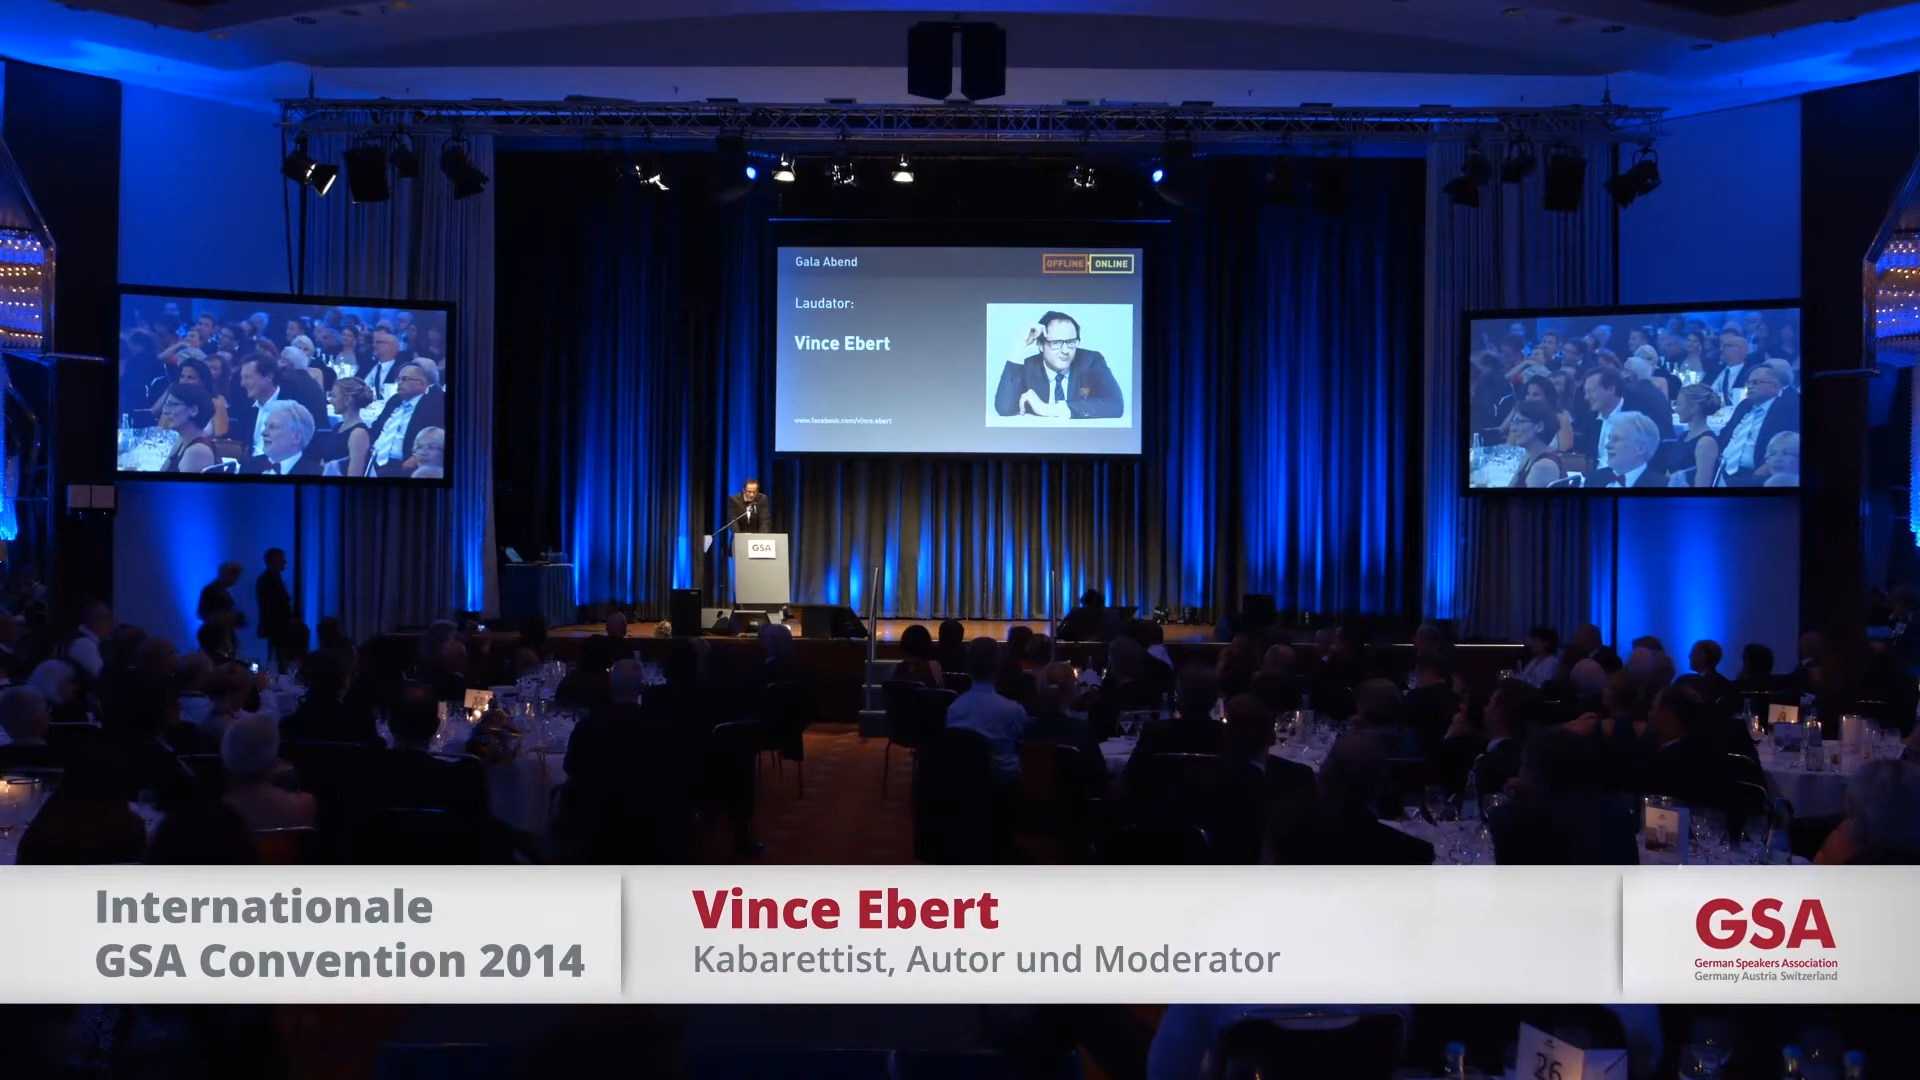 Gala Abend
OFFLINE ONLINE
Laudator:
Vince Ebert
www.facebook.com/vince.ebert
GSA
Internationale
GSA Convention 2014
Vince Ebert
Kabarettist, Autor und Moderator
GSA
German Speakers Association
Germany Austria Switzerland
26